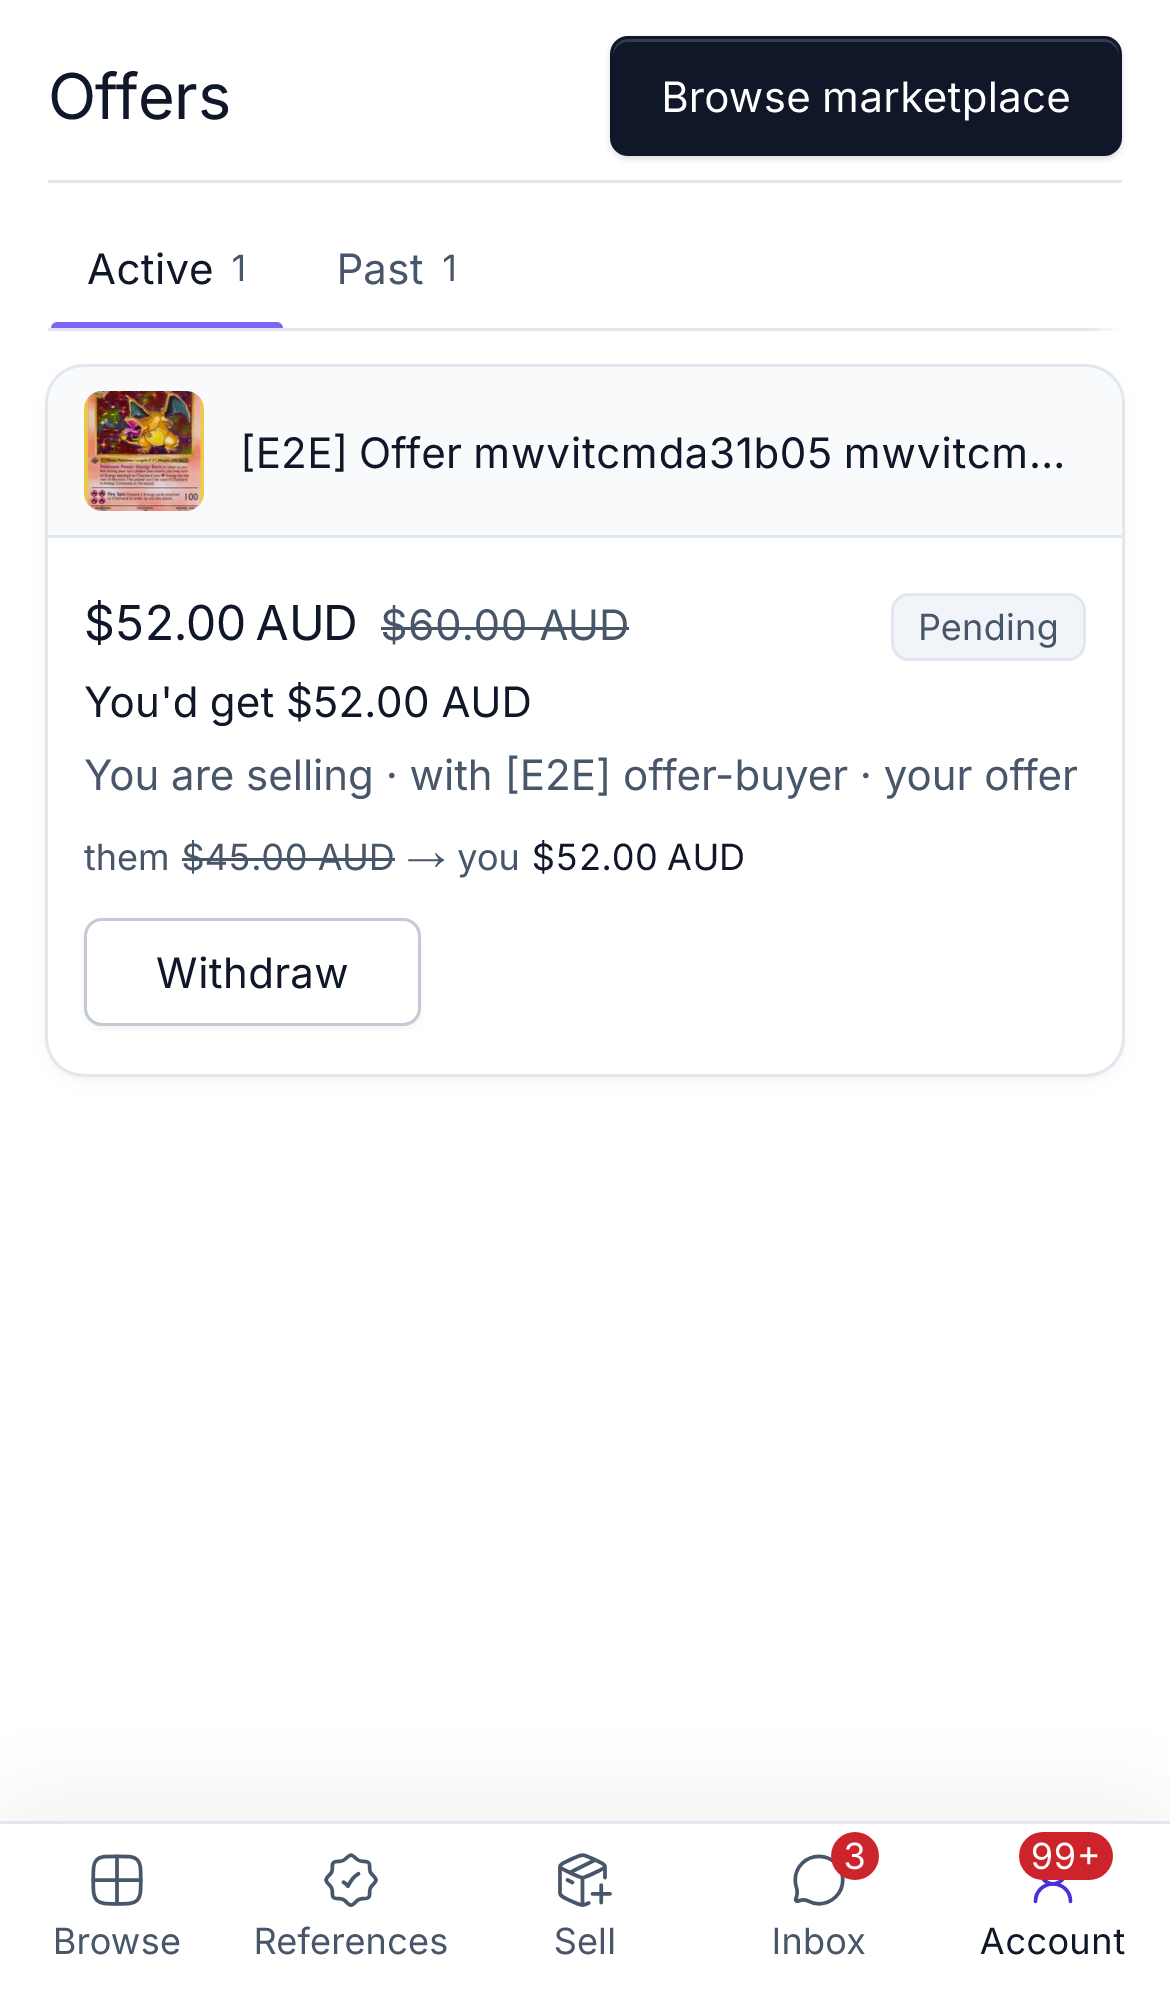 Offers
Browse marketplace
Active 1
Past 1
[E2E] Offer mwvitcmda31b05 mwvitcm...
100
$52.00 AUD $60.00 AUD
Pending
You'd get $52.00 AUD
You are selling · with [E2E] offer-buyer · your offer
them $45.00 AUD → you $52.00 AUD
Withdraw
3
99+
Browse
References
Sell
Inbox
Account